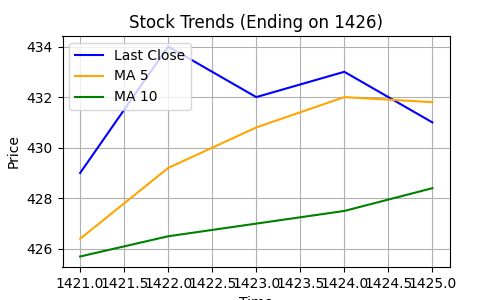 Stock Trends (Ending on 1426)
Last Close
MA 5
MA 10
Price
434
432
430
428
426
1421.0 1421.5 1422.0 1422.5 1423.0 1423.5 1424.0 1424.5 1425.0
Time